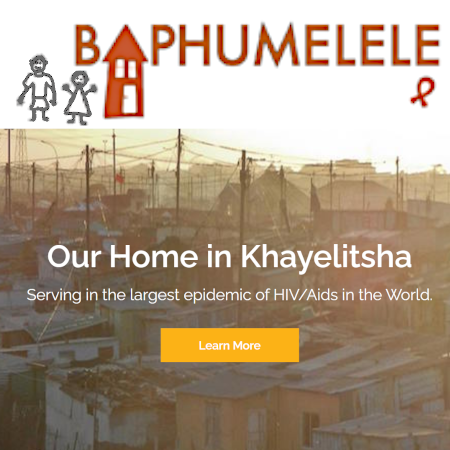 BAPHUMELELE
Our Home in Khayelitsha
Serving in the largest epidemic of HIV/Aids in the World.
Learn More